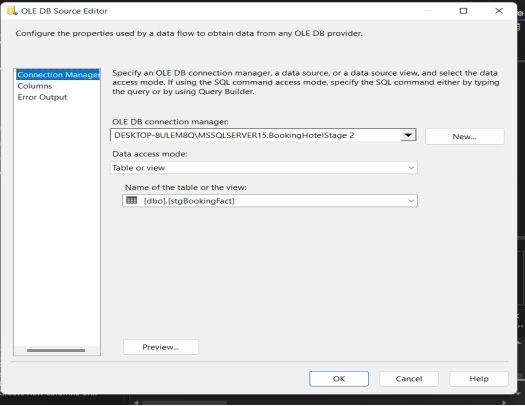 OLE DB Source Editor
Configure the properties used by a data flow to obtain data from any OLE DB provider.
Connection Manager
Columns
Error Output
Specify an OLE DB connection manager, a data source, or a data source view, and select the data
access mode. If using the SQL command access mode, specify the SQL command either by typing
the query or by using Query Builder.
OLE DB connection manager:
DESKTOP-8ULEM8Q\MSSQLSERVER15.BookingHotelStage 2
New...
Data access mode:
Table or view
Name of the table or the view:
[dbo].[stgBookingFact]
Preview...
OK
Cancel
Help